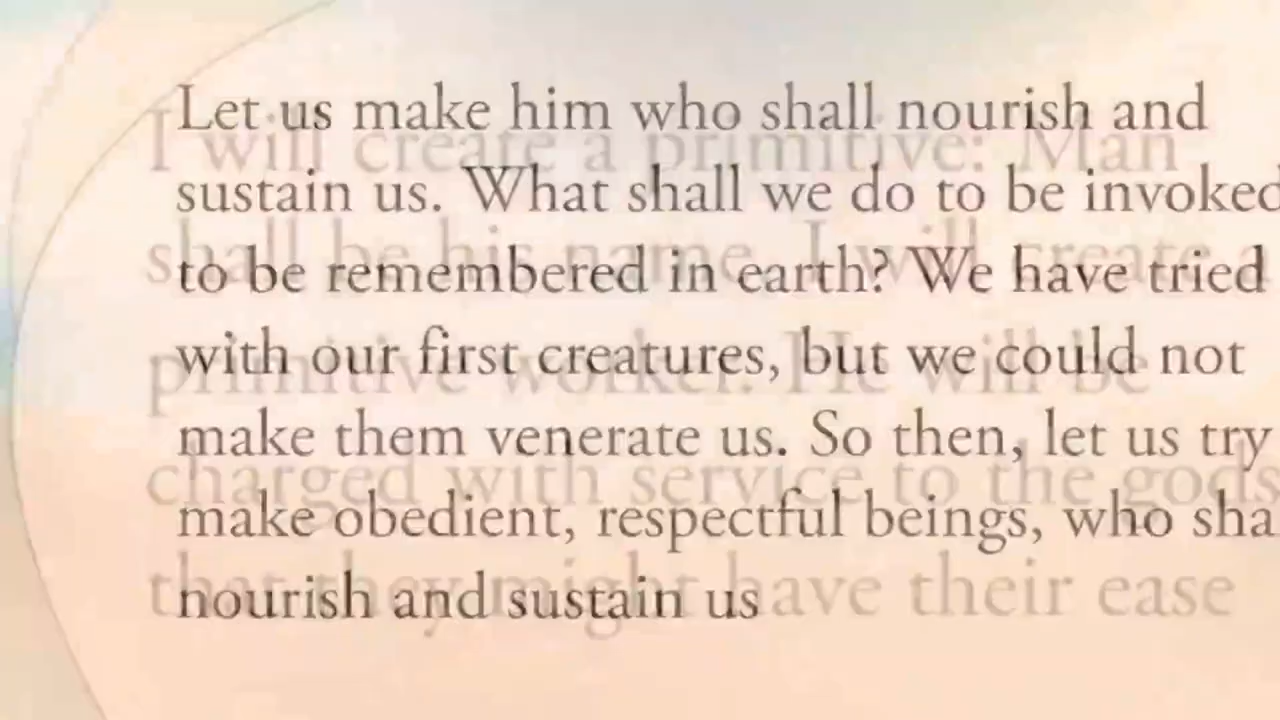 Let us make him who shall nourish and
sustain us. What shall we do to be invoked
to be remembered in earth? We have tried
with our first creatures, but we could not
make them venerate us. So then, let us try
make obedient, respectful beings, who sha
nourish and sustain us
I will create a primitive: Man
shall be his name. I will create a
primitive worker. He will be
charged with service to the gods
that they might have their ease